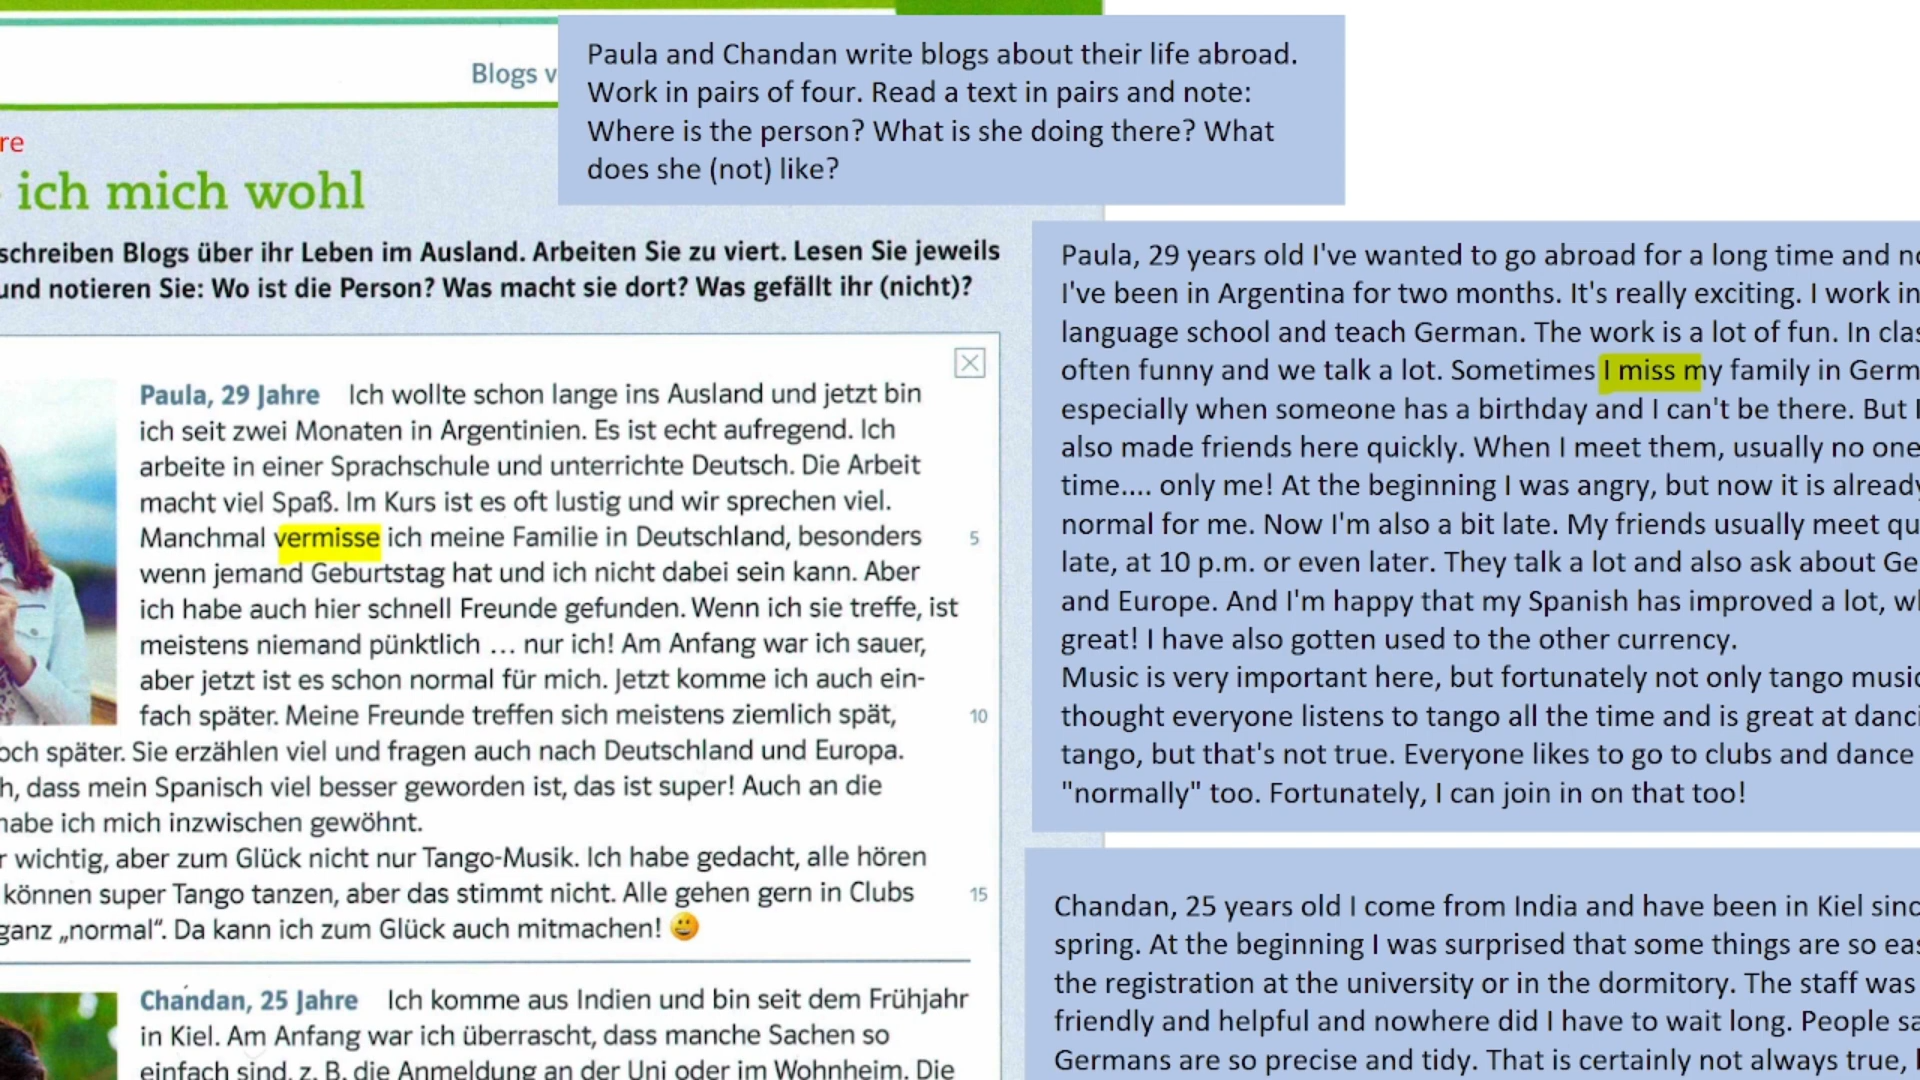 Blogs v
Paula and Chandan write blogs about their life abroad.
Work in pairs of four. Read a text in pairs and note:
Where is the person? What is she doing there? What
does she (not) like?
re
ich mich wohl
schreiben Blogs über ihr Leben im Ausland. Arbeiten Sie zu viert. Lesen Sie jeweils
und notieren Sie: Wo ist die Person? Was macht sie dort? Was gefällt ihr (nicht)?
Paula, 29 Jahre Ich wollte schon lange ins Ausland und jetzt bin
ich seit zwei Monaten in Argentinien. Es ist echt aufregend. Ich
arbeite in einer Sprachschule und unterrichte Deutsch. Die Arbeit
macht viel Spaß. Im Kurs ist es oft lustig und wir sprechen viel.
Manchmal vermisse ich meine Familie in Deutschland, besonders 5
wenn jemand Geburtstag hat und ich nicht dabei sein kann. Aber
ich habe auch hier schnell Freunde gefunden. Wenn ich sie treffe, ist
meistens niemand pünktlich … nur ich! Am Anfang war ich sauer,
aber jetzt ist es schon normal für mich. Jetzt komme ich auch ein-
fach später. Meine Freunde treffen sich meistens ziemlich spät, 10
och später. Sie erzählen viel und fragen auch nach Deutschland und Europa.
h, dass mein Spanisch viel besser geworden ist, das ist super! Auch an die
habe ich mich inzwischen gewöhnt.
r wichtig, aber zum Glück nicht nur Tango-Musik. Ich habe gedacht, alle hören
können super Tango tanzen, aber das stimmt nicht. Alle gehen gern in Clubs 15
ganz „normal“. Da kann ich zum Glück auch mitmachen! 😀
Chandan, 25 Jahre Ich komme aus Indien und bin seit dem Frühjahr
in Kiel. Am Anfang war ich überrascht, dass manche Sachen so
einfach sind, z. B. die Anmeldung an der Uni oder im Wohnheim. Die
Paula, 29 years old I've wanted to go abroad for a long time and no
I've been in Argentina for two months. It's really exciting. I work in
language school and teach German. The work is a lot of fun. In clas
often funny and we talk a lot. Sometimes I miss my family in Germ
especially when someone has a birthday and I can't be there. But I
also made friends here quickly. When I meet them, usually no one
time.... only me! At the beginning I was angry, but now it is already
normal for me. Now I'm also a bit late. My friends usually meet qu
late, at 10 p.m. or even later. They talk a lot and also ask about Ge
and Europe. And I'm happy that my Spanish has improved a lot, wh
great! I have also gotten used to the other currency.
Music is very important here, but fortunately not only tango music
thought everyone listens to tango all the time and is great at danci
tango, but that's not true. Everyone likes to go to clubs and dance
"normally" too. Fortunately, I can join in on that too!
Chandan, 25 years old I come from India and have been in Kiel sinc
spring. At the beginning I was surprised that some things are so eas
the registration at the university or in the dormitory. The staff was
friendly and helpful and nowhere did I have to wait long. People sa
Germans are so precise and tidy. That is certainly not always true,